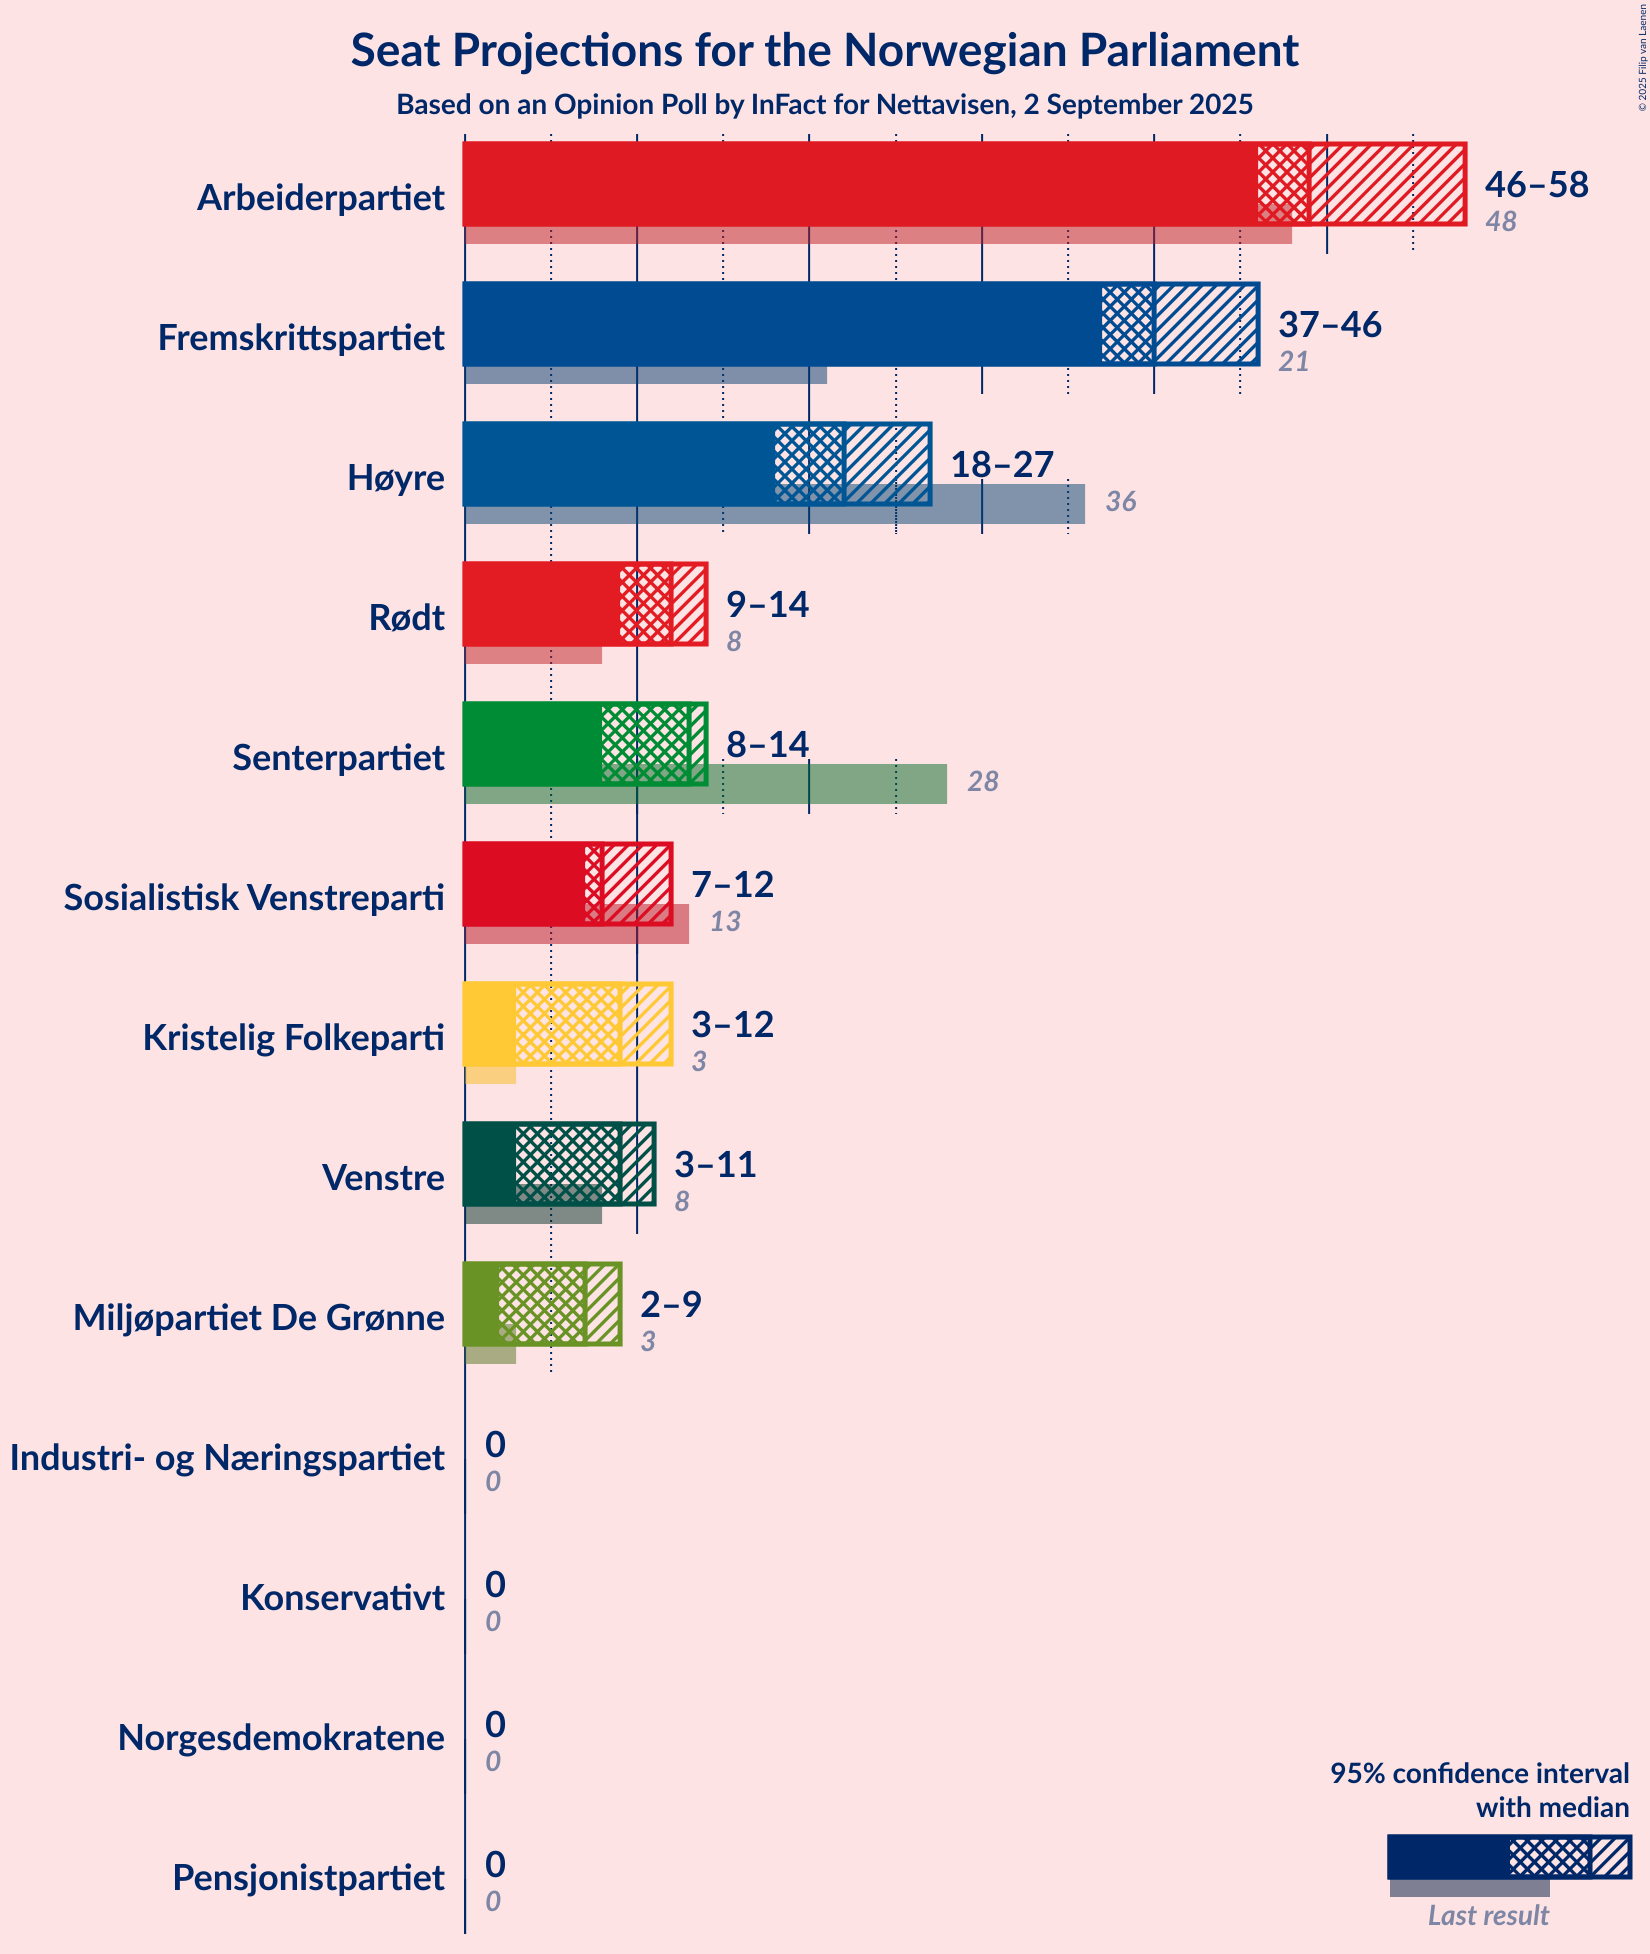 Seat Projections for the Norwegian Parliament
Based on an Opinion Poll by InFact for Nettavisen, 2 September 2025
© 2025 Filip van Laenen
Arbeiderpartiet
46–58
48
Fremskrittspartiet
37–46
21
Høyre
18–27
36
Rødt
9–14
8
Senterpartiet
8–14
28
Sosialistisk Venstreparti
7–12
13
Kristelig Folkeparti
3–12
3
Venstre
3–11
8
Miljøpartiet De Grønne
2–9
3
Industri- og Næringspartiet
0
0
Konservativt
0
0
Norgesdemokratene
0
0
Pensjonistpartiet
0
0
95% confidence interval
with median
Last result